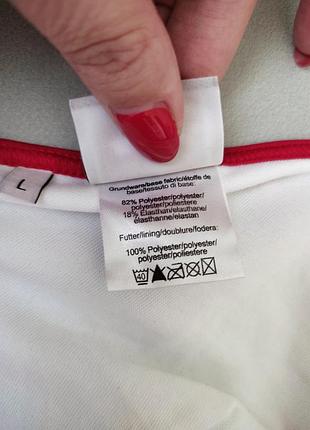 L
Grundware/base fabric/étoffe de
base/tessuto di base:
82% Polyester/polyester/
polyester/poliestere
18% Elasthan/elasthane/
élasthanne/elastan
Futter/lining/doublure/fodera:
100% Polyester/polyester/
polyester/poliestere
40